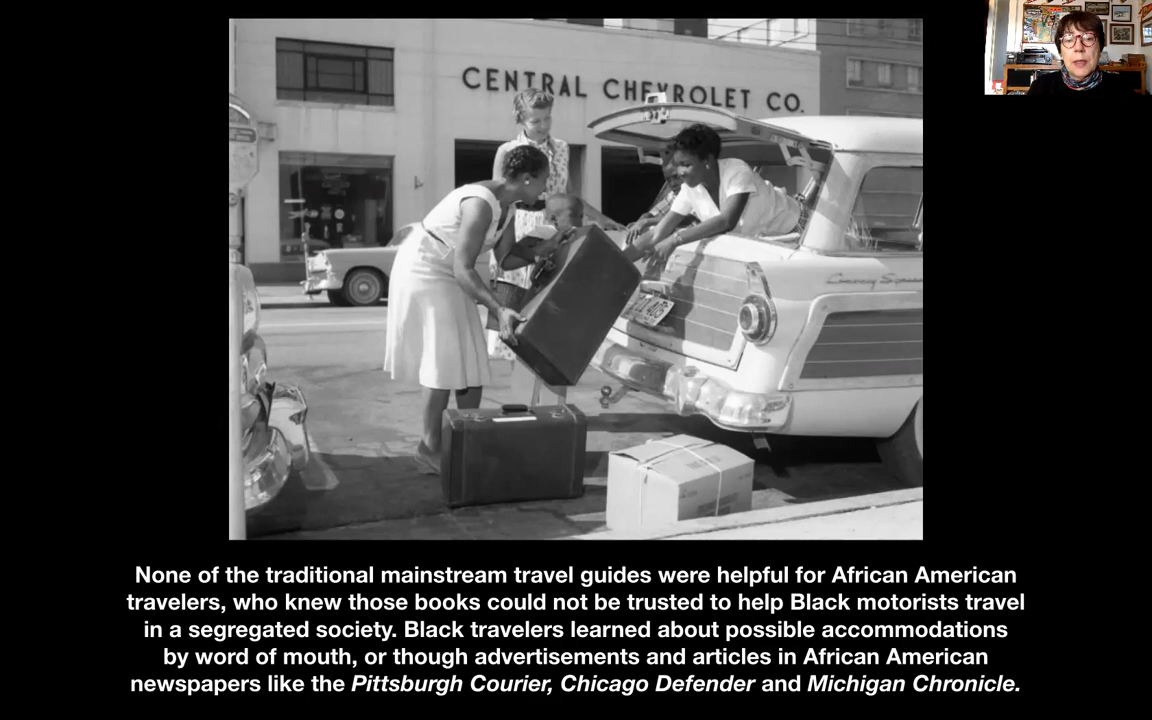 CENTRAL CHEVROLET CO.
Country Squire
None of the traditional mainstream travel guides were helpful for African American
travelers, who knew those books could not be trusted to help Black motorists travel
in a segregated society. Black travelers learned about possible accommodations
by word of mouth, or though advertisements and articles in African American
newspapers like the Pittsburgh Courier, Chicago Defender and Michigan Chronicle.